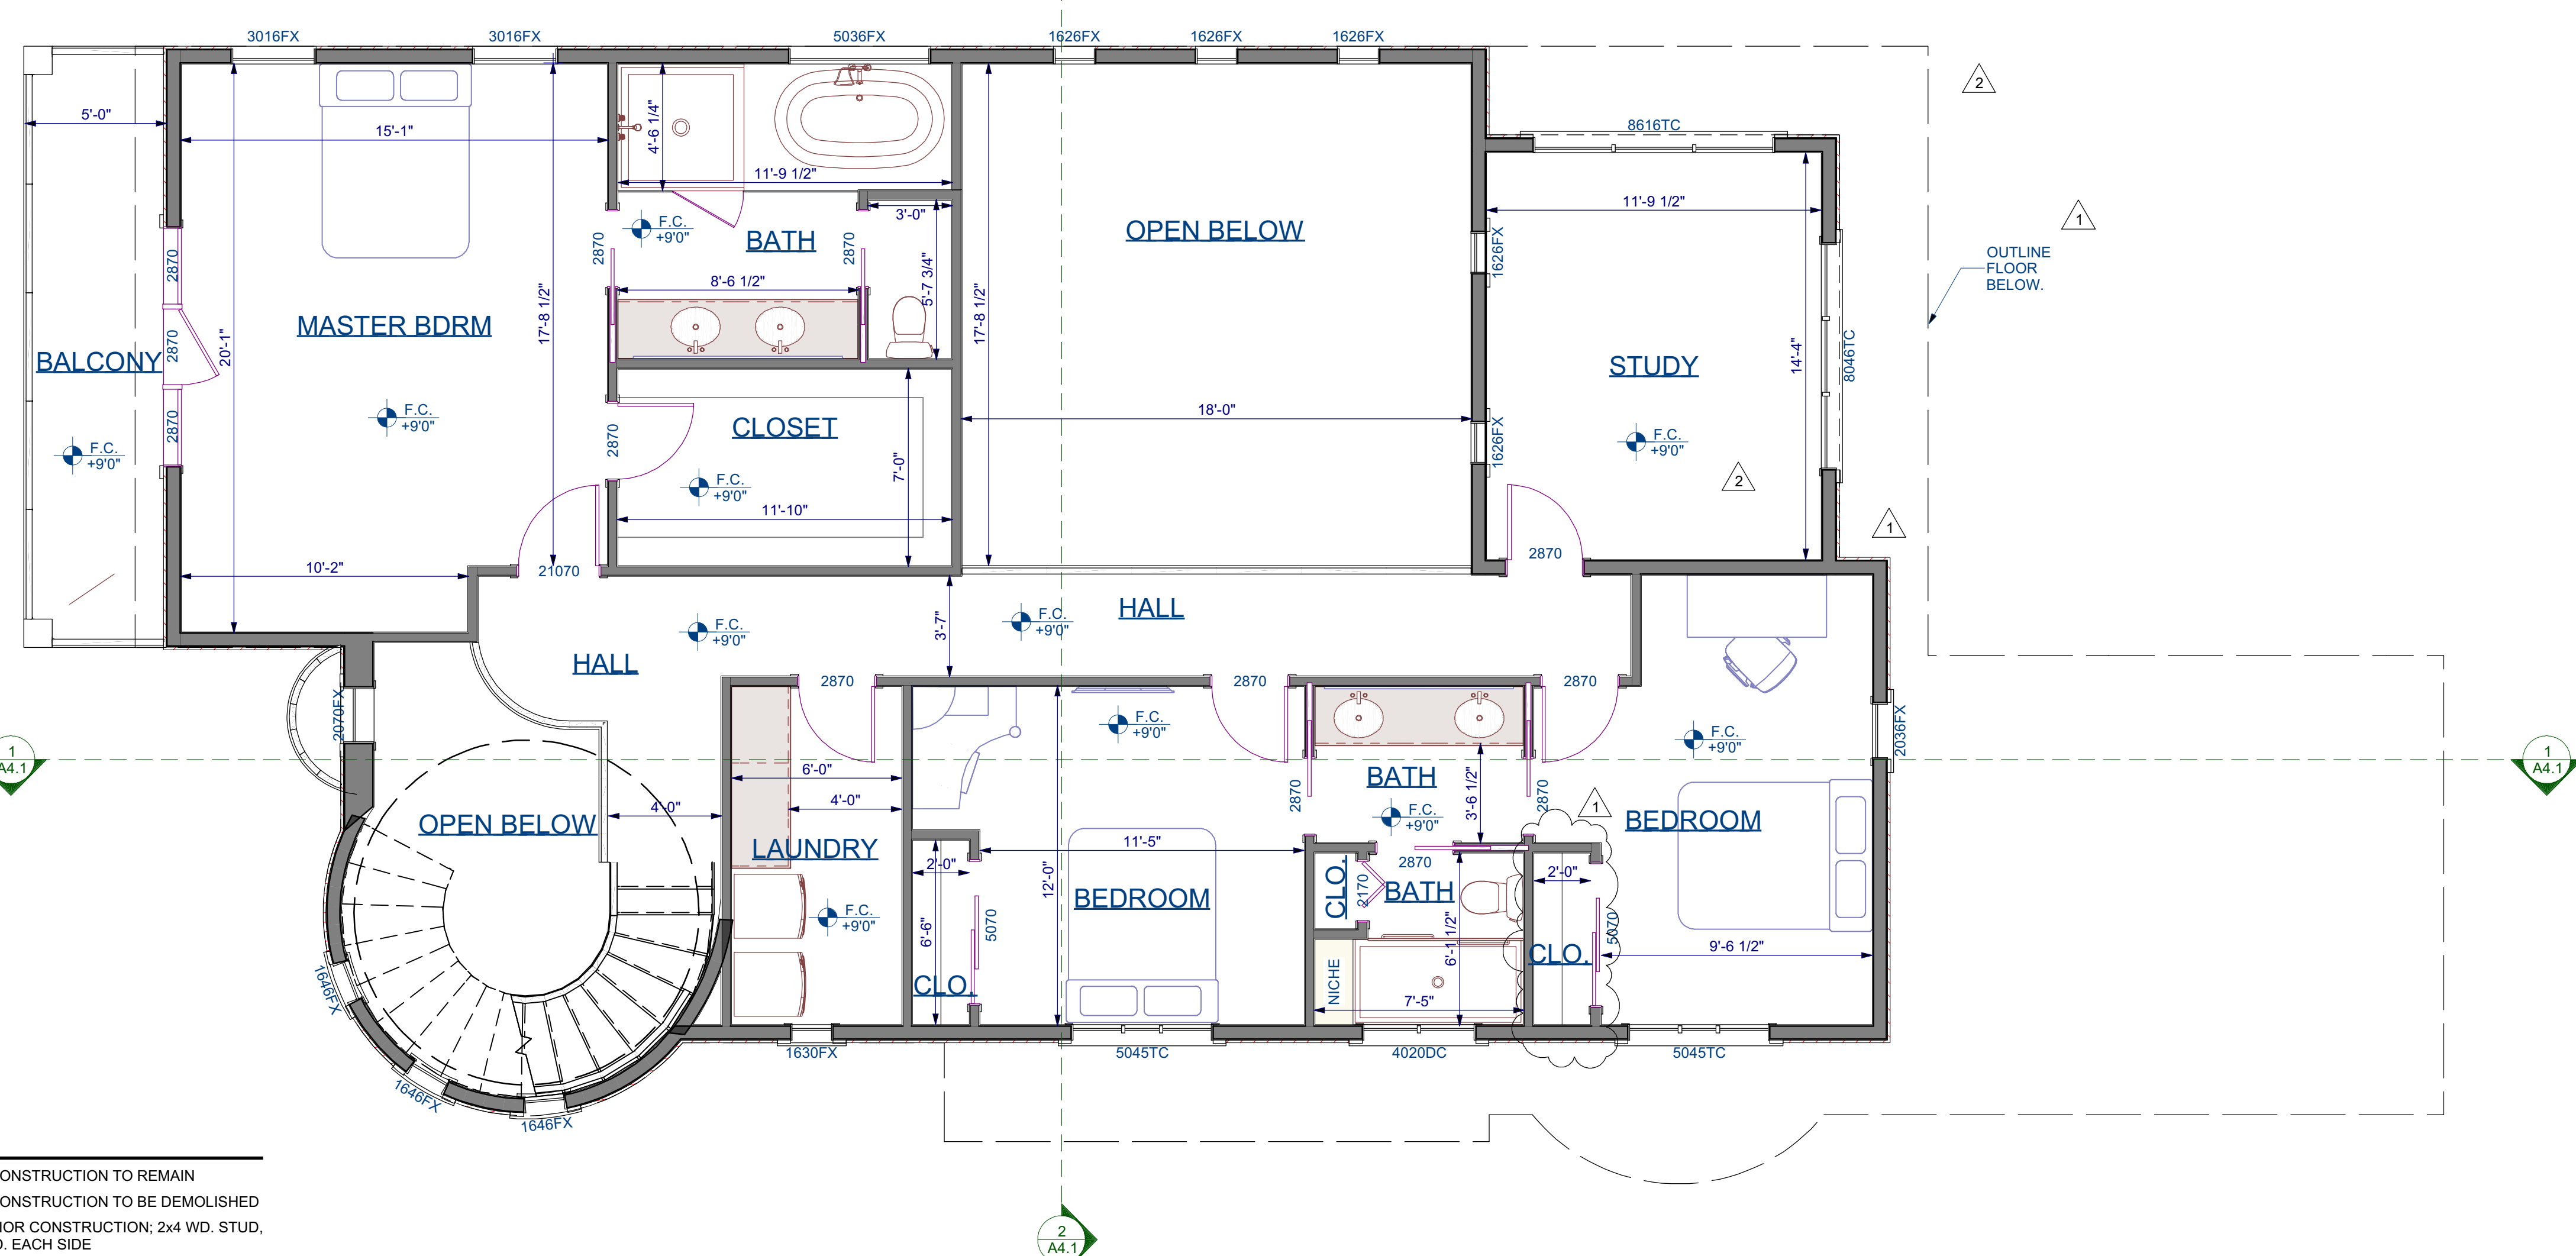 3016FX
3016FX
5036FX
1626FX
1626FX
1626FX
2
8616TC
5'-0"
15'-1"
4'-6 1/4"
11'-9 1/2"
3'-0"
11'-9 1/2"
1
F.C.
+9'0"
BATH
OPEN BELOW
2870
2870
2870
1626FX
OUTLINE
FLOOR
BELOW.
8'-6 1/2"
5'-7 3/4"
17'-8 1/2"
17'-8 1/2"
MASTER BDRM
20'-1"
2870
BALCONY
STUDY
14'-4"
8046TC
F.C.
+9'0"
18'-0"
2870
CLOSET
2870
1626FX
F.C.
+9'0"
F.C.
+9'0"
7'-0"
F.C.
+9'0"
2
11'-10"
1
10'-2"
21070
2870
HALL
F.C.
+9'0"
3'-7"
F.C.
+9'0"
HALL
2870
2870
2870
2070FX
F.C.
+9'0"
F.C.
+9'0"
2036FX
1
A4.1
1
A4.1
6'-0"
BATH
3'-6 1/2"
2870
2870
4'-0"
4'-0"
1
F.C.
+9'0"
OPEN BELOW
BEDROOM
LAUNDRY
11'-5"
2'-0"
2870
2'-0"
CLO.
2170
BATH
12'-0"
BEDROOM
F.C.
+9'0"
6'-6"
5070
5070
6'-1 1/2"
9'-6 1/2"
CLO.
CLO.
NICHE
7'-5"
1646FX
1646FX
1646FX
1630FX
5045TC
4020DC
5045TC
ONSTRUCTION TO REMAIN
ONSTRUCTION TO BE DEMOLISHED
IOR CONSTRUCTION; 2x4 WD. STUD,
. EACH SIDE
2
A4.1